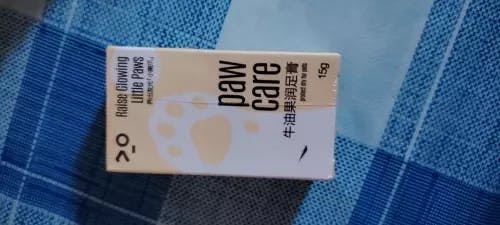 Raise Glowing
Little Paws
paw
care
牛油果润足膏
15g